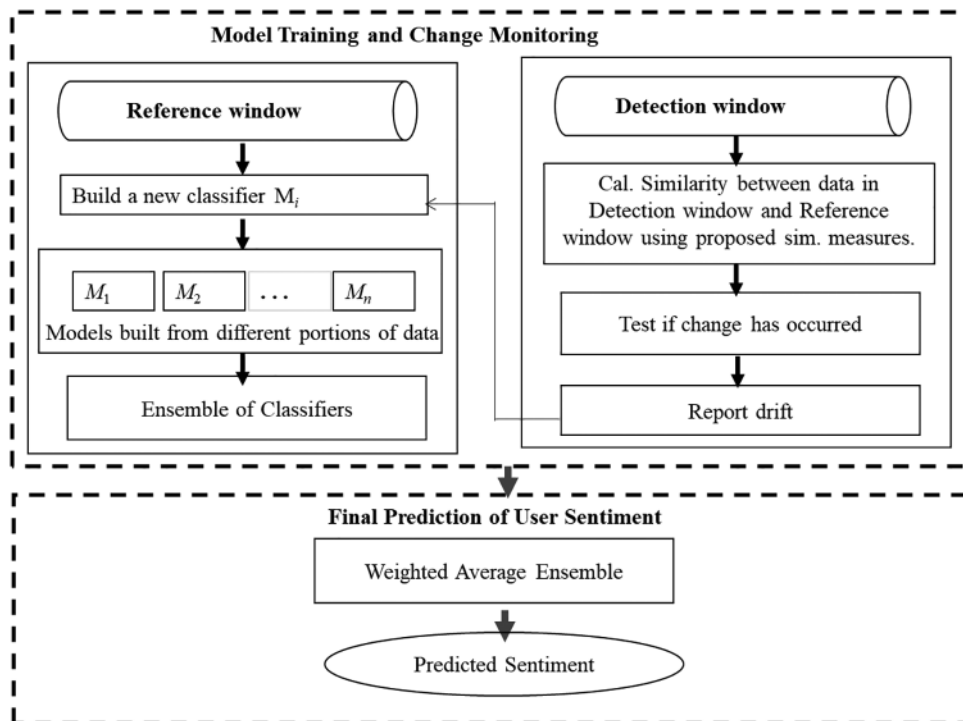 Model Training and Change Monitoring
Reference window
Build a new classifier Mi
M1
M2
...
Mn
Models built from different portions of data
Ensemble of Classifiers
Detection window
Cal. Similarity between data in
Detection window and Reference
window using proposed sim. measures.
Test if change has occurred
Report drift
Final Prediction of User Sentiment
Weighted Average Ensemble
Predicted Sentiment